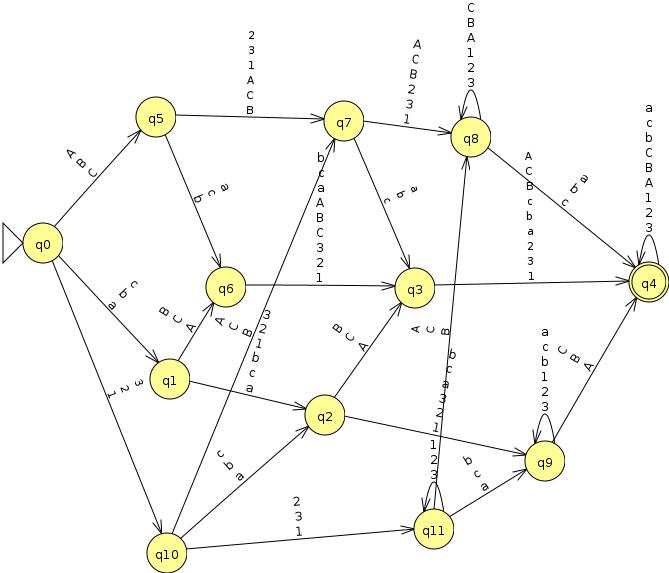 C B A 1 2 3
2 3 1 A C B
A C B 2 3 1
a c b C B A 1 2 3
q5
q7
q8
A B C
b c a A B C 3 2 1
A C B c b a 2 3 1
a b c
a c b
a b c
q0
q6
q3
q4
c b a
B C A
A C B
3 2 1 b c a
B C A
A C B
a c b 1 2 3
C B A
q1
3 2 1
b c a 3 2 1
q2
c b a
1 2 3
b c a
q9
2 3 1
q11
q10